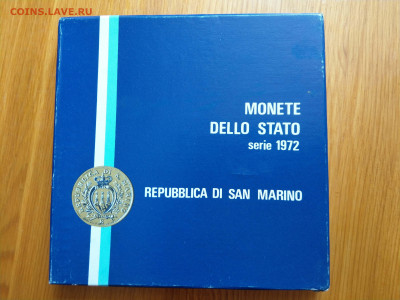 COINS.LAVE.RU
MONETE
DELLO STATO
serie 1972
REPUBBLICA DI SAN MARINO